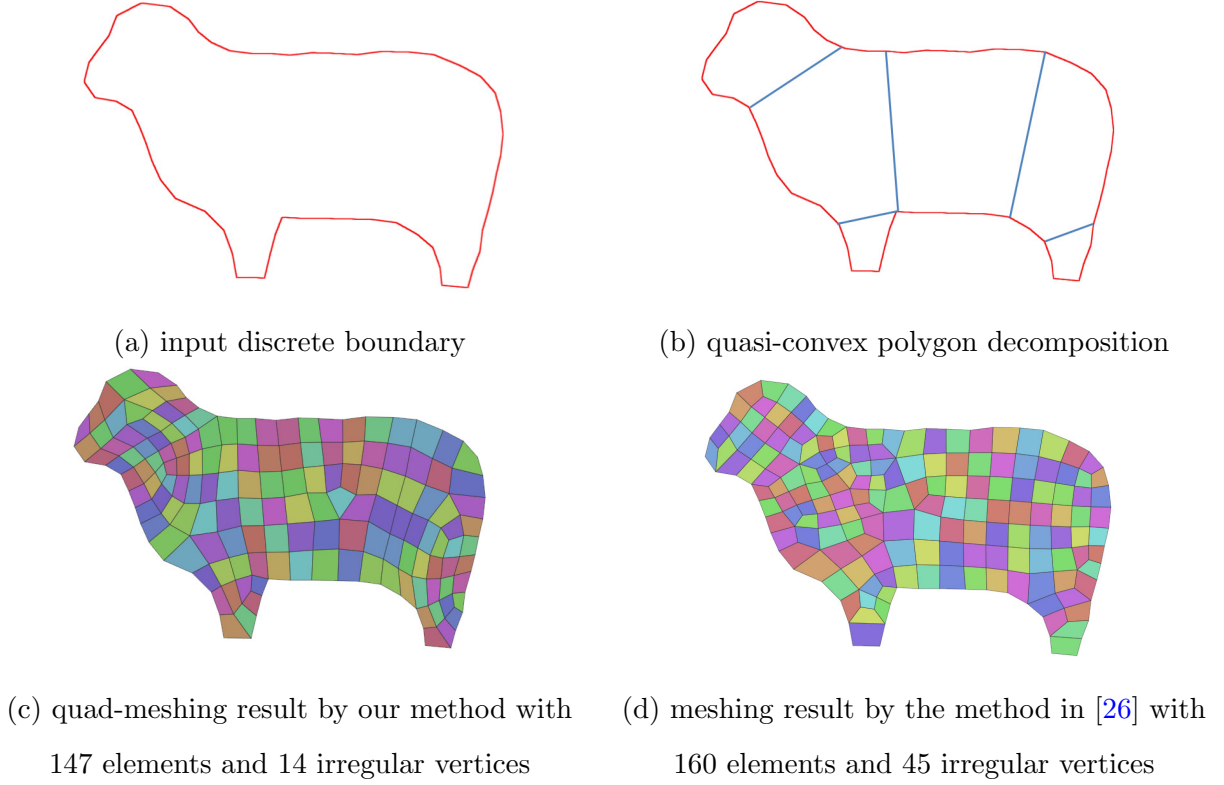 (a) input discrete boundary
(b) quasi-convex polygon decomposition
(c) quad-meshing result by our method with
147 elements and 14 irregular vertices
(d) meshing result by the method in [26] with
160 elements and 45 irregular vertices